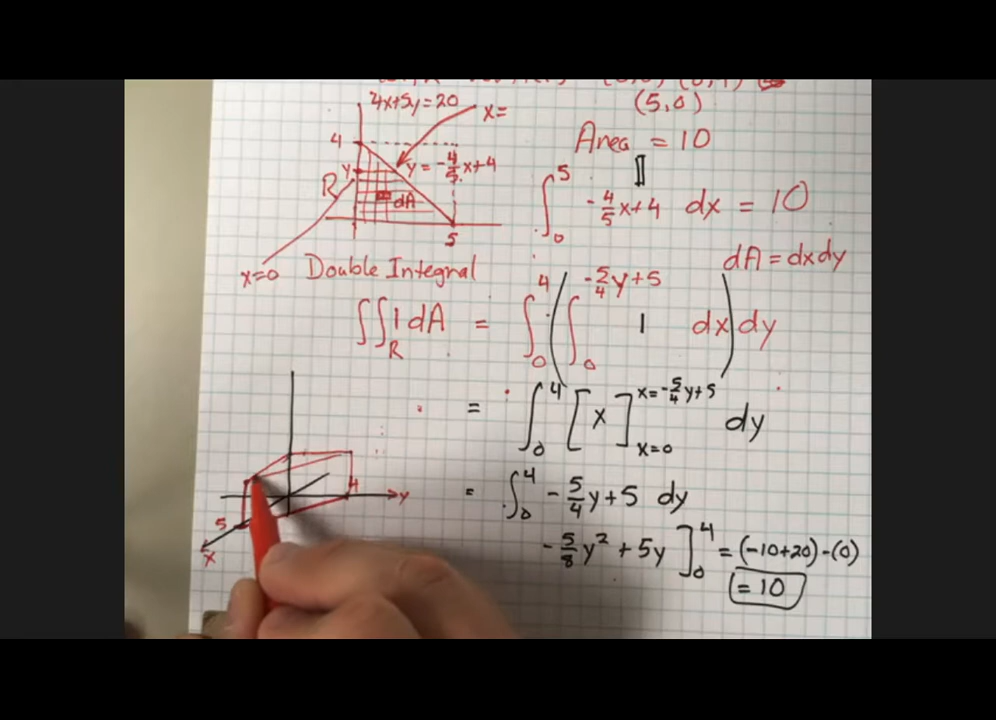 4x+5y=20
x=
(5,0)
4
Area = 10
y
y = -4/5x+4
R
dA
∫₀⁵ -4/5x+4 dx = 10
5
x=0
Double Integral
dA = dxdy
∬_R 1 dA = ∫₀⁴ (∫₀^(-5/4y+5) 1 dx) dy
= ∫₀⁴ [x]_(x=0)^(x=-5/4y+5) dy
4
y
5
x
= ∫₀⁴ -5/4y+5 dy
-5/8y² + 5y ]₀⁴ = (-10+20)-(0)
= 10